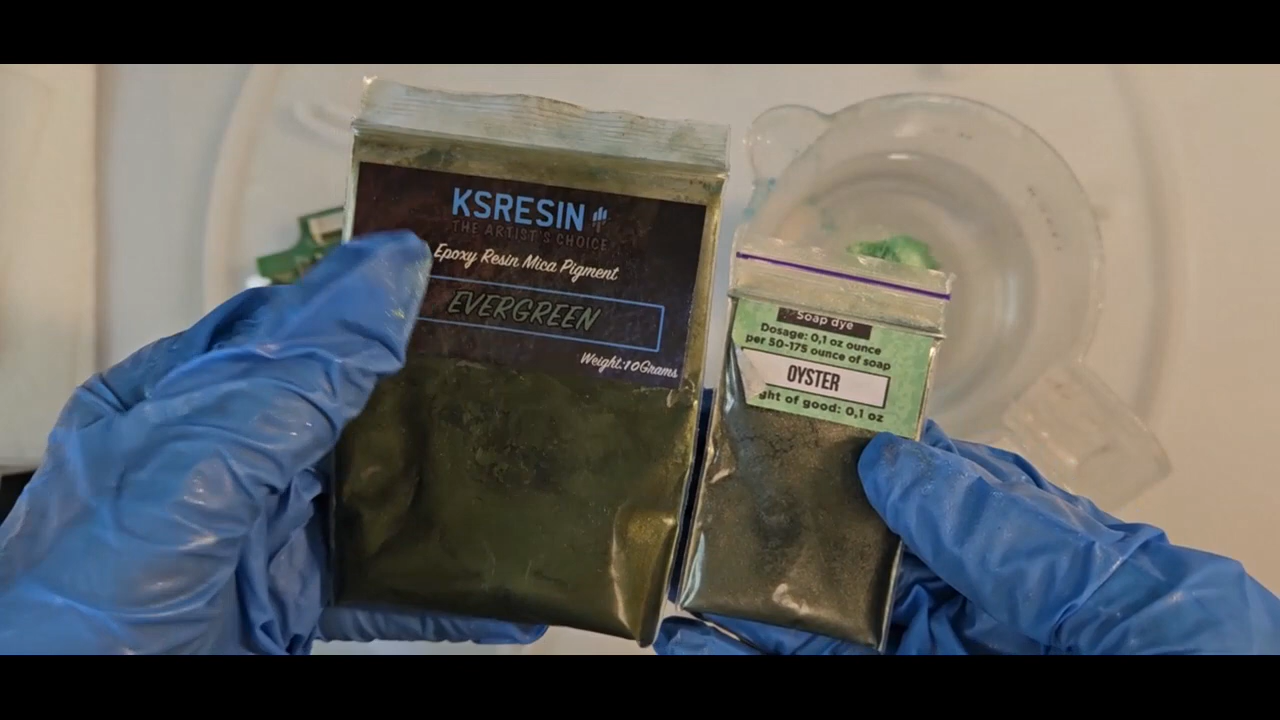 KSRESIN
THE ARTIST'S CHOICE
Epoxy Resin Mica Pigment
EVERGREEN
Weight:10Grams
Soap dye
Dosage: 0,1 oz ounce
per 50-175 ounce of soap
OYSTER
ght of good: 0,1 oz